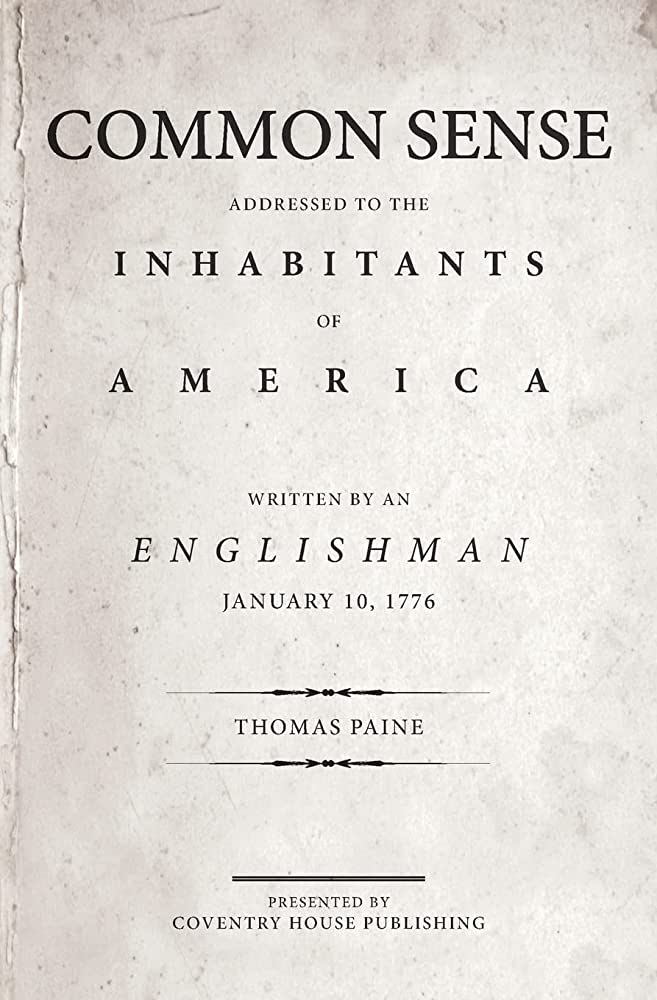 COMMON SENSE
ADDRESSED TO THE
INHABITANTS
OF
AMERICA
WRITTEN BY AN
ENGLISHMAN
JANUARY 10, 1776
THOMAS PAINE
PRESENTED BY
COVENTRY HOUSE PUBLISHING